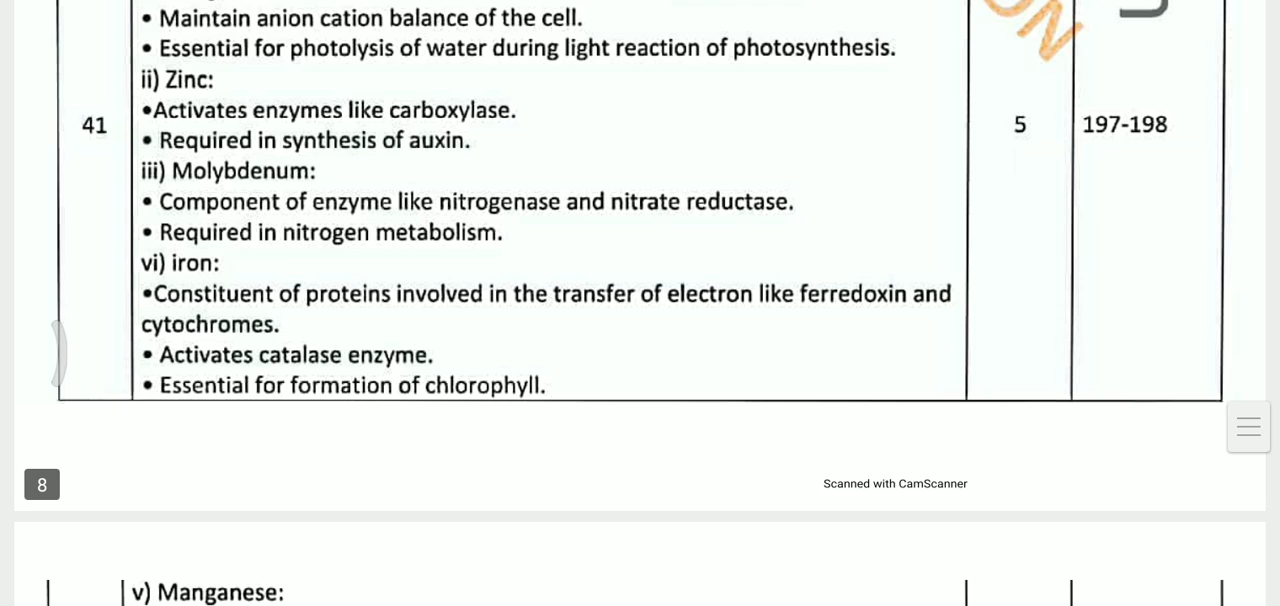 • Maintain anion cation balance of the cell.
• Essential for photolysis of water during light reaction of photosynthesis.
ii) Zinc:
•Activates enzymes like carboxylase.
41
5
197-198
• Required in synthesis of auxin.
iii) Molybdenum:
• Component of enzyme like nitrogenase and nitrate reductase.
• Required in nitrogen metabolism.
vi) iron:
•Constituent of proteins involved in the transfer of electron like ferredoxin and
cytochromes.
• Activates catalase enzyme.
• Essential for formation of chlorophyll.
8
Scanned with CamScanner
v) Manganese: